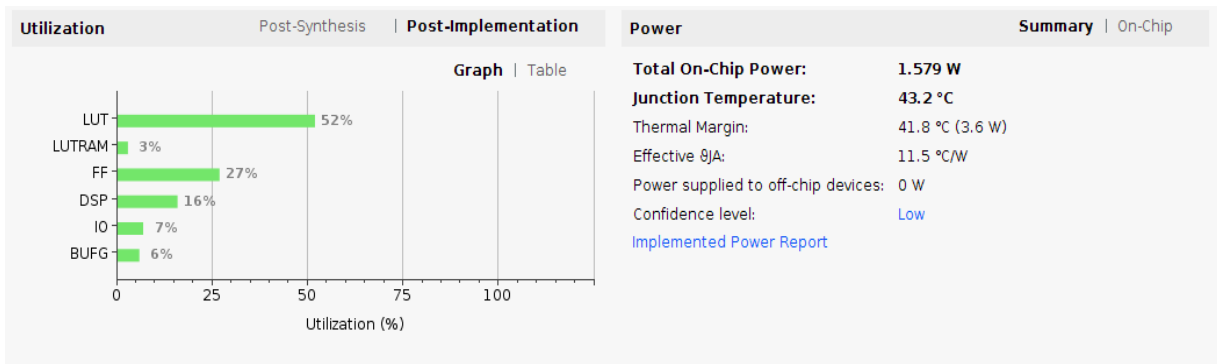 Utilization Post-Synthesis | Post-Implementation
Graph | Table
LUT 52%
LUTRAM 3%
FF 27%
DSP 16%
IO 7%
BUFG 6%
0 25 50 75 100
Utilization (%)
Power Summary | On-Chip
Total On-Chip Power: 1.579 W
Junction Temperature: 43.2 °C
Thermal Margin: 41.8 °C (3.6 W)
Effective ϑJA: 11.5 °C/W
Power supplied to off-chip devices: 0 W
Confidence level: Low
Implemented Power Report